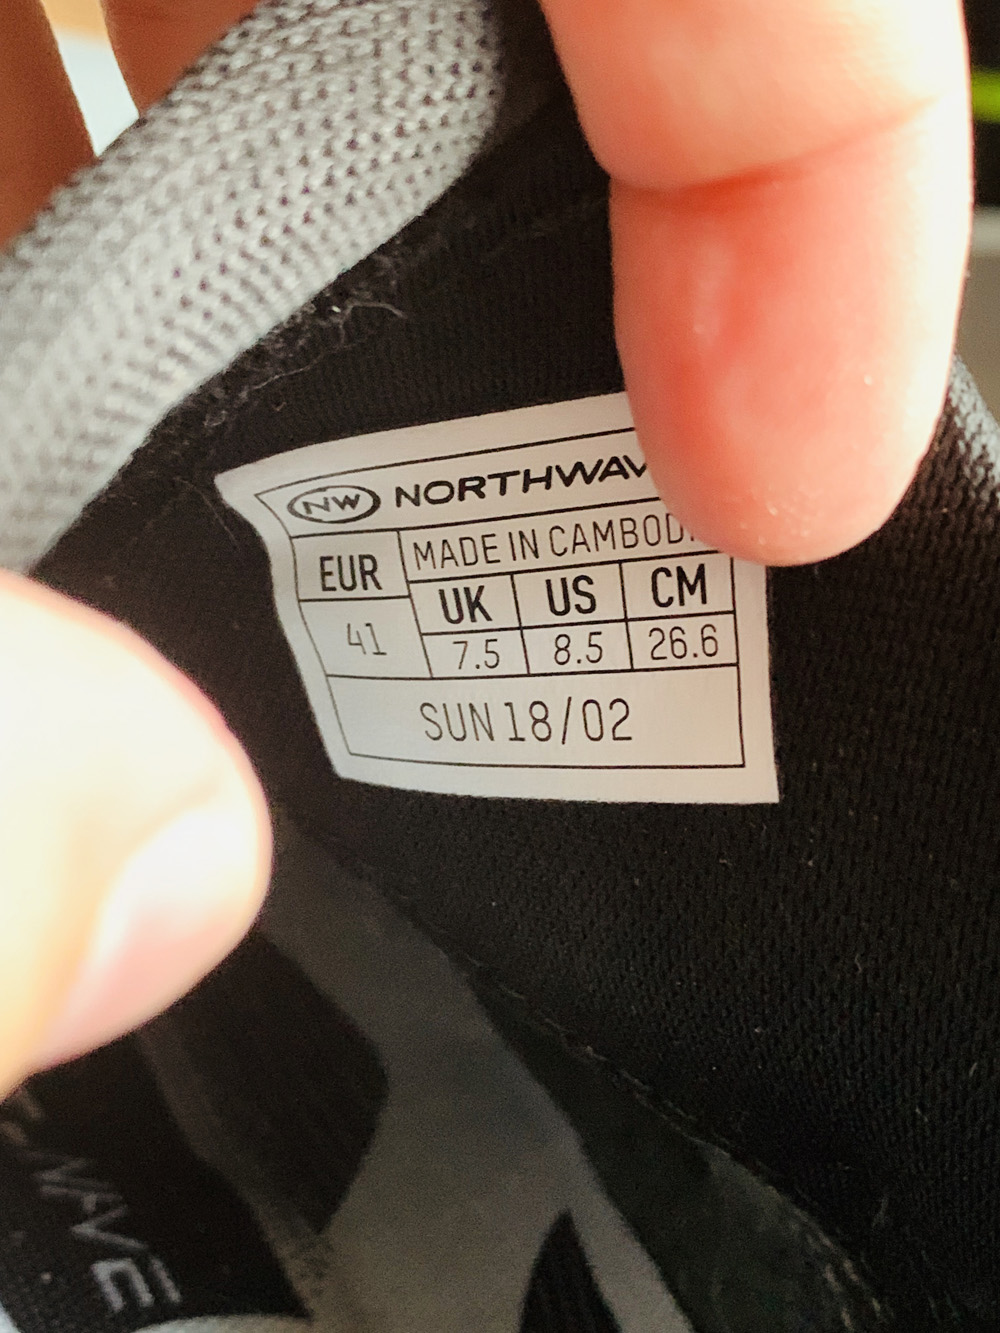 NW NORTHWAV
EUR MADE IN CAMBOD
UK US CM
41 7.5 8.5 26.6
SUN 18/02
WAVE